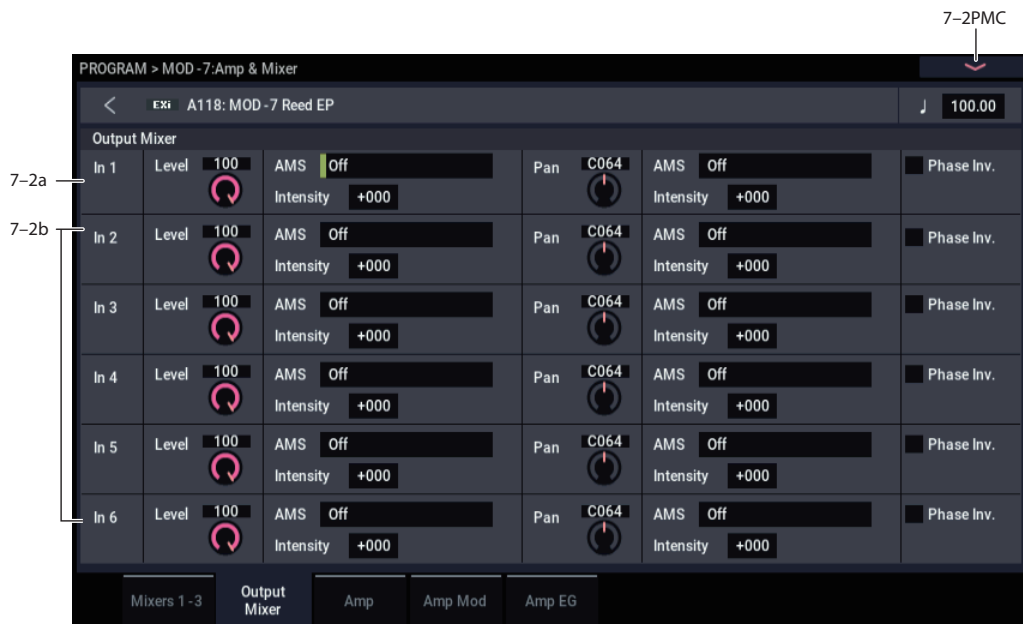 7–2PMC
PROGRAM > MOD-7:Amp & Mixer
EXi A118: MOD-7 Reed EP ♩ 100.00
Output Mixer
7–2a
In 1 Level 100 AMS Off Pan C064 AMS Off Phase Inv.
Intensity +000 Intensity +000
7–2b
In 2 Level 100 AMS Off Pan C064 AMS Off Phase Inv.
Intensity +000 Intensity +000
In 3 Level 100 AMS Off Pan C064 AMS Off Phase Inv.
Intensity +000 Intensity +000
In 4 Level 100 AMS Off Pan C064 AMS Off Phase Inv.
Intensity +000 Intensity +000
In 5 Level 100 AMS Off Pan C064 AMS Off Phase Inv.
Intensity +000 Intensity +000
In 6 Level 100 AMS Off Pan C064 AMS Off Phase Inv.
Intensity +000 Intensity +000
Mixers 1-3 Output Mixer Amp Amp Mod Amp EG